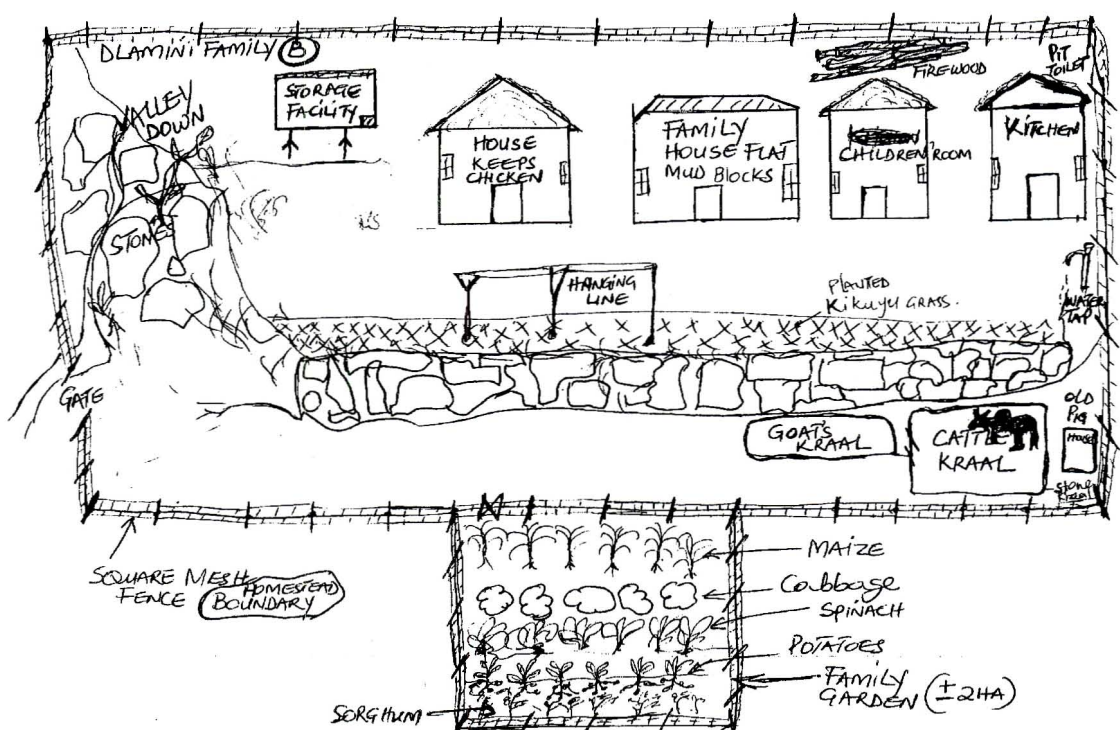 DLAMINI FAMILY B
STORAGE
FACILITY
HOUSE
KEEPS
CHICKEN
FAMILY
HOUSE FLAT
MUD BLOCKS
FIREWOOD
CHILDREN ROOM
PIT
TOILET
KITCHEN
VALLEY
DOWN
STONES
HANGING
LINE
PLANTED
KIKUYU GRASS.
WATER
TAP
GATE
GOAT'S
KRAAL
CATTLE
KRAAL
OLD
PIG
HOUSE
STONE
KRAAL
SQUARE MESH
FENCE
HOMESTEAD
BOUNDARY
MAIZE
Cabbage
SPINACH
POTATOES
FAMILY
GARDEN (±2HA)
SORGHUM